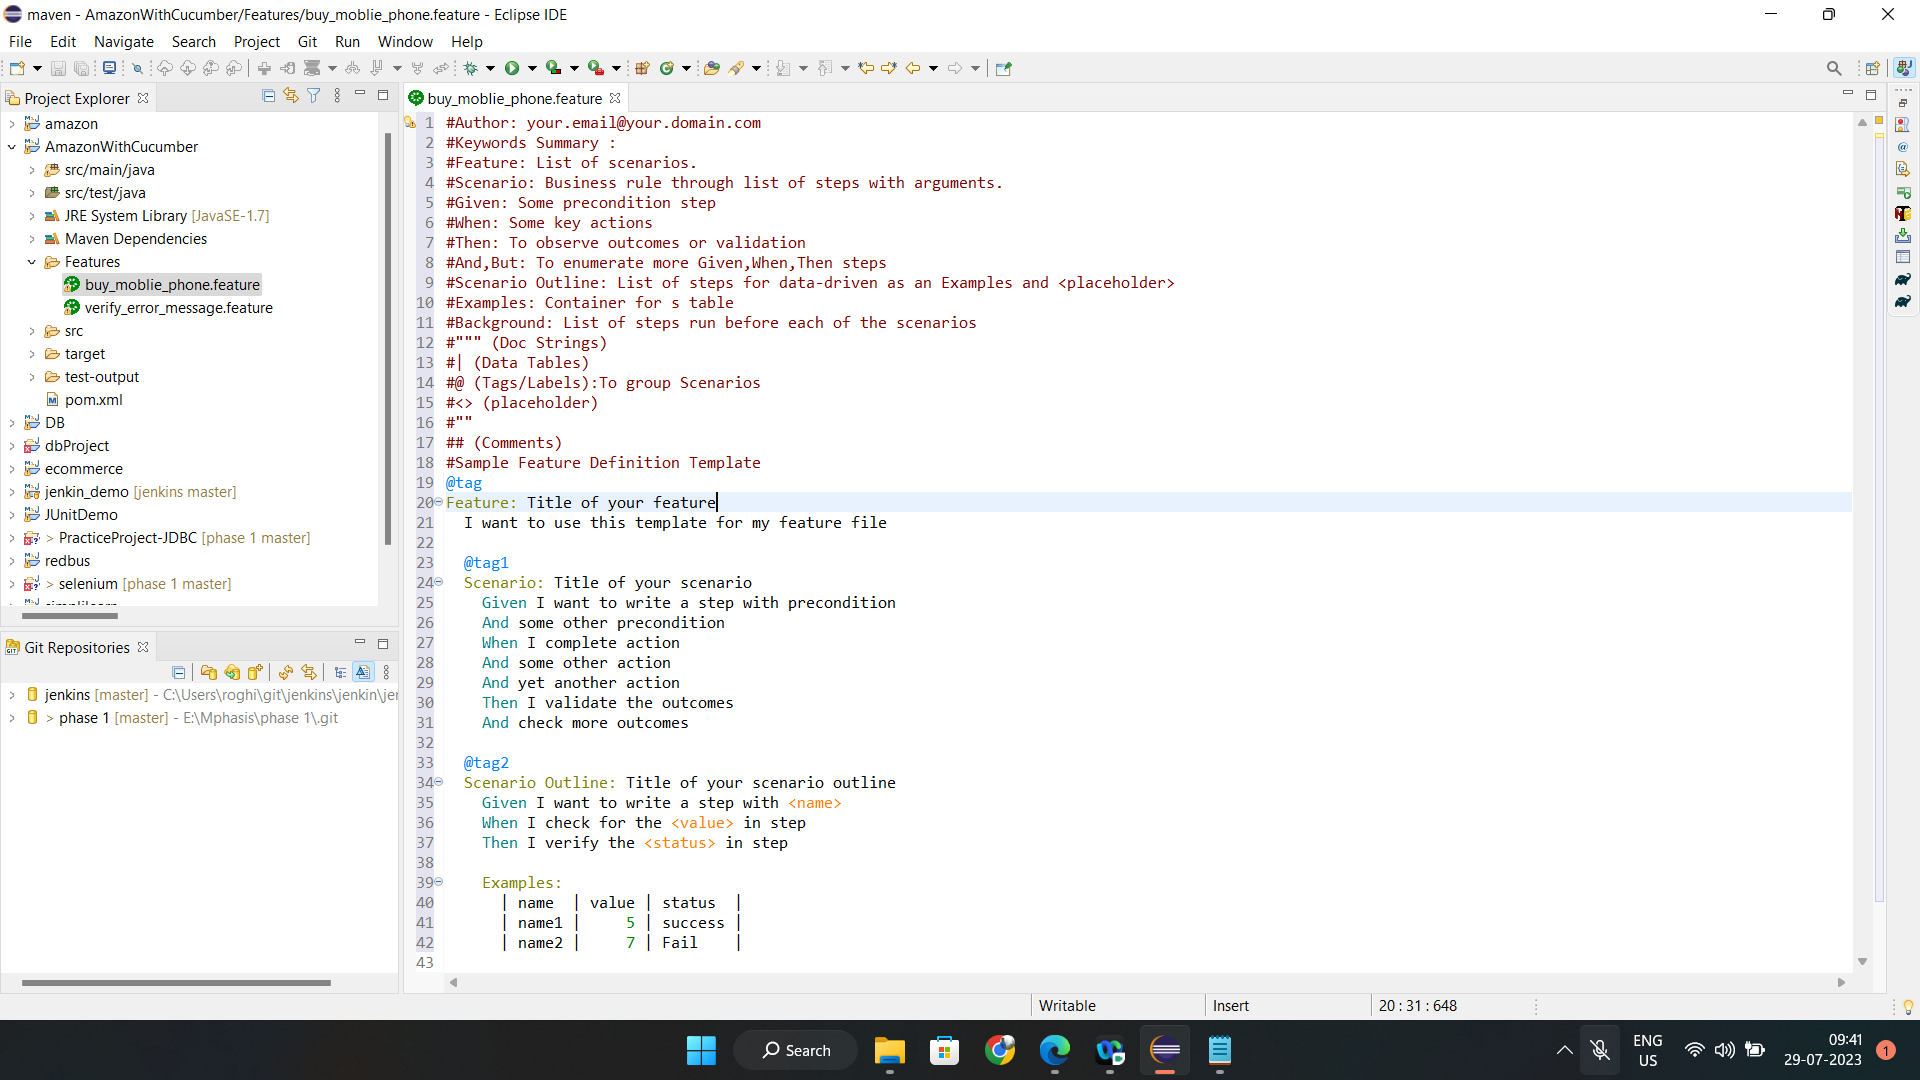 maven - AmazonWithCucumber/Features/buy_moblie_phone.feature - Eclipse IDE
File Edit Navigate Search Project Git Run Window Help
Project Explorer
amazon
AmazonWithCucumber
src/main/java
src/test/java
JRE System Library [JavaSE-1.7]
Maven Dependencies
Features
buy_moblie_phone.feature
verify_error_message.feature
src
target
test-output
pom.xml
DB
dbProject
ecommerce
jenkin_demo [jenkins master]
JUnitDemo
> PracticeProject-JDBC [phase 1 master]
redbus
> selenium [phase 1 master]
Git Repositories
jenkins [master] - C:\Users\roghi\git\jenkins\jenkin\jer
> phase 1 [master] - E:\Mphasis\phase 1\.git
buy_moblie_phone.feature
1 #Author: your.email@your.domain.com
2 #Keywords Summary :
3 #Feature: List of scenarios.
4 #Scenario: Business rule through list of steps with arguments.
5 #Given: Some precondition step
6 #When: Some key actions
7 #Then: To observe outcomes or validation
8 #And,But: To enumerate more Given,When,Then steps
9 #Scenario Outline: List of steps for data-driven as an Examples and <placeholder>
10 #Examples: Container for s table
11 #Background: List of steps run before each of the scenarios
12 #""" (Doc Strings)
13 #| (Data Tables)
14 #@ (Tags/Labels):To group Scenarios
15 #<> (placeholder)
16 #""
17 ## (Comments)
18 #Sample Feature Definition Template
19 @tag
20 Feature: Title of your feature
21 I want to use this template for my feature file
22
23 @tag1
24 Scenario: Title of your scenario
25 Given I want to write a step with precondition
26 And some other precondition
27 When I complete action
28 And some other action
29 And yet another action
30 Then I validate the outcomes
31 And check more outcomes
32
33 @tag2
34 Scenario Outline: Title of your scenario outline
35 Given I want to write a step with <name>
36 When I check for the <value> in step
37 Then I verify the <status> in step
38
39 Examples:
40 | name | value | status |
41 | name1 | 5 | success |
42 | name2 | 7 | Fail |
43
Writable Insert 20 : 31 : 648
Search
ENG
US
09:41
29-07-2023
1